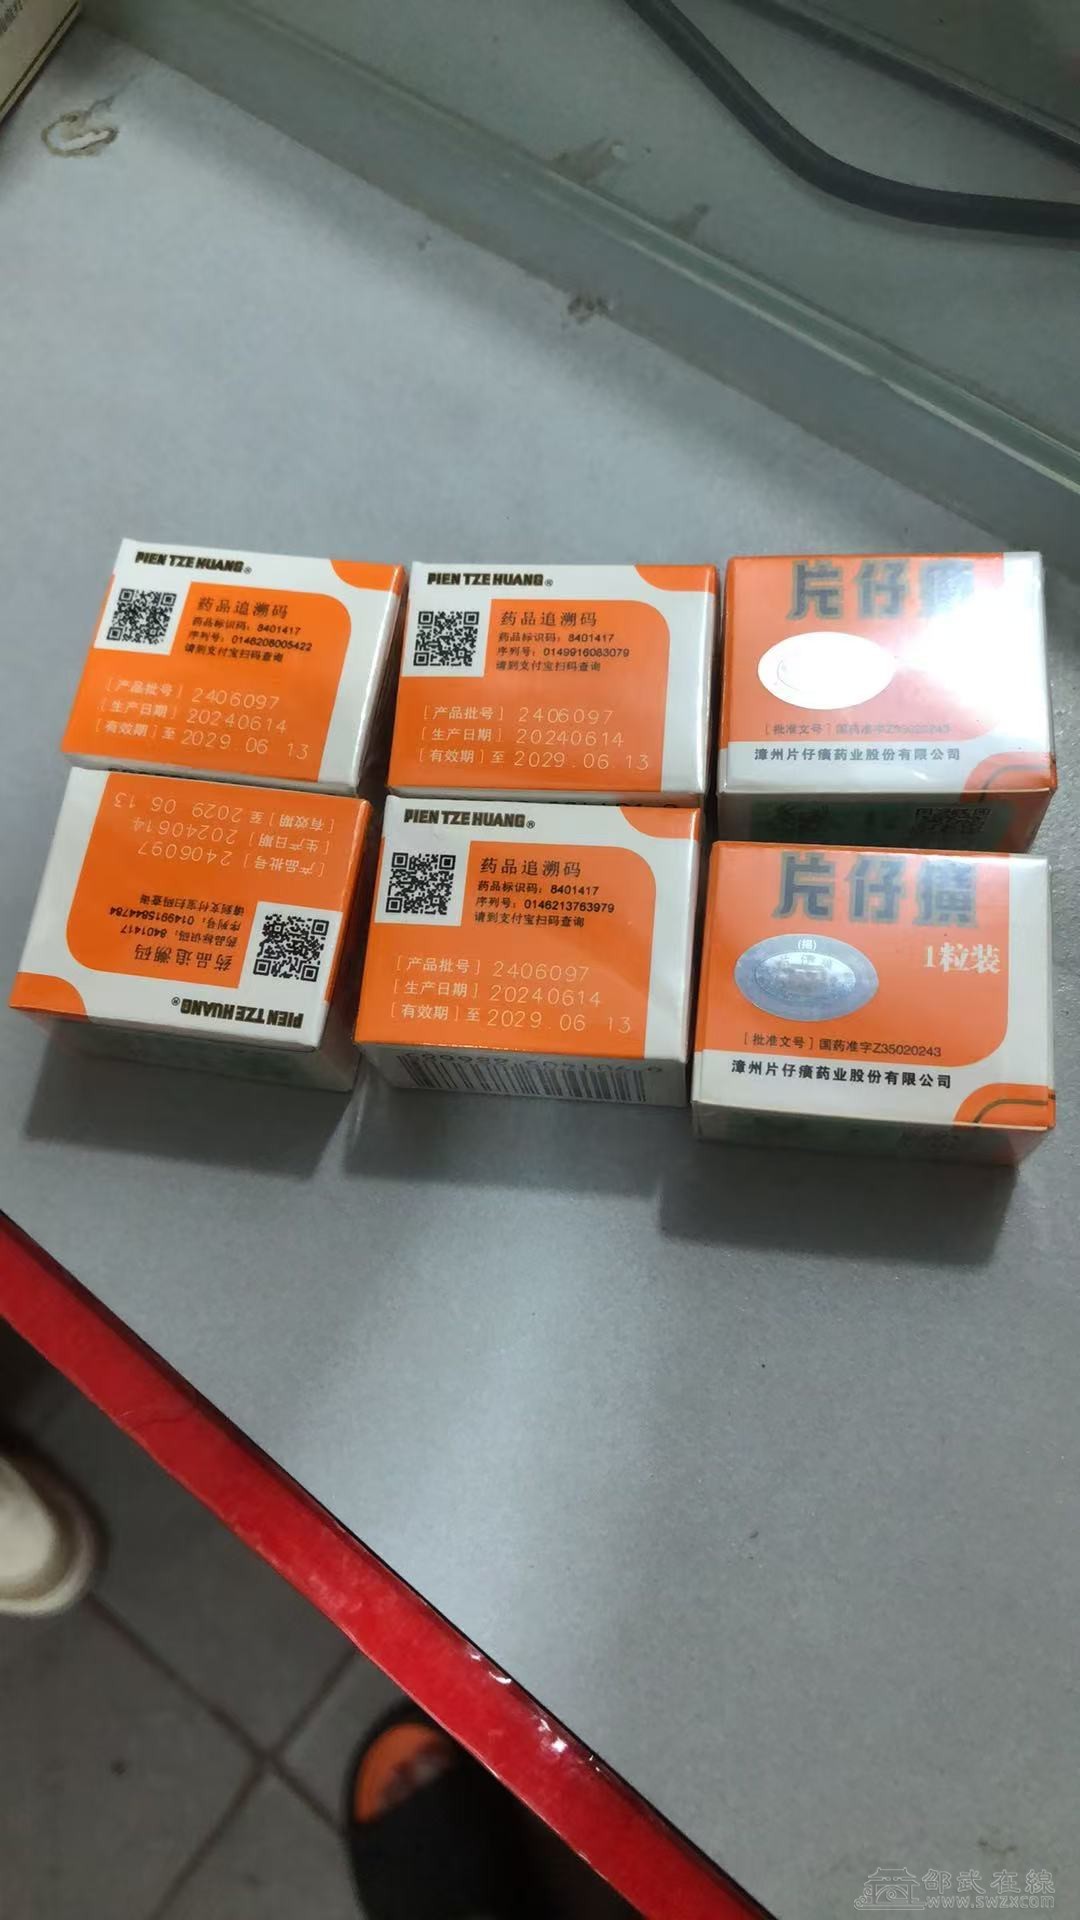 PIEN TZE HUANG®
药品追溯码
药品标识码：8401417
序列号：0148208005422
请到支付宝扫码查询
[产品批号] 2406097
[生产日期] 20240614
[有效期] 至 2029.06 13
PIEN TZE HUANG®
药品追溯码
药品标识码：8401417
序列号：0149916083079
请到支付宝扫码查询
[产品批号] 2406097
[生产日期] 20240614
[有效期] 至 2029.06.13
片仔癀
[批准文号] 国药准字Z35020243
漳州片仔癀药业股份有限公司
PIEN TZE HUANG®
药品追溯码
药品标识码：8401417
序列号：0149915844784
请到支付宝扫码查询
[产品批号] 2406097
[生产日期] 20240614
[有效期] 至 2029 06.13
PIEN TZE HUANG®
药品追溯码
药品标识码：8401417
序列号：0146213763979
请到支付宝扫码查询
[产品批号] 2406097
[生产日期] 20240614
[有效期] 至 2029.06 13
片仔癀
(揭)
1粒装
[批准文号] 国药准字Z35020243
漳州片仔癀药业股份有限公司
邵武在線
www.swzx.com